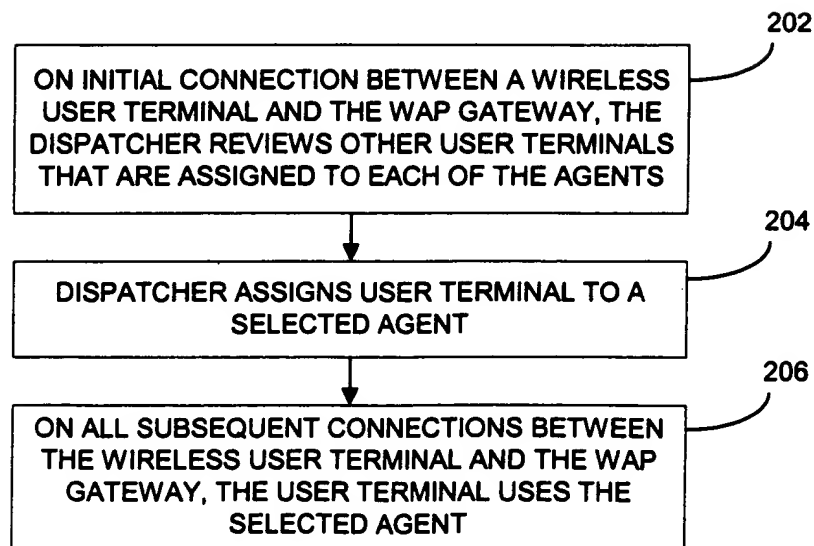 202
ON INITIAL CONNECTION BETWEEN A WIRELESS
USER TERMINAL AND THE WAP GATEWAY, THE
DISPATCHER REVIEWS OTHER USER TERMINALS
THAT ARE ASSIGNED TO EACH OF THE AGENTS
204
DISPATCHER ASSIGNS USER TERMINAL TO A
SELECTED AGENT
206
ON ALL SUBSEQUENT CONNECTIONS BETWEEN
THE WIRELESS USER TERMINAL AND THE WAP
GATEWAY, THE USER TERMINAL USES THE
SELECTED AGENT